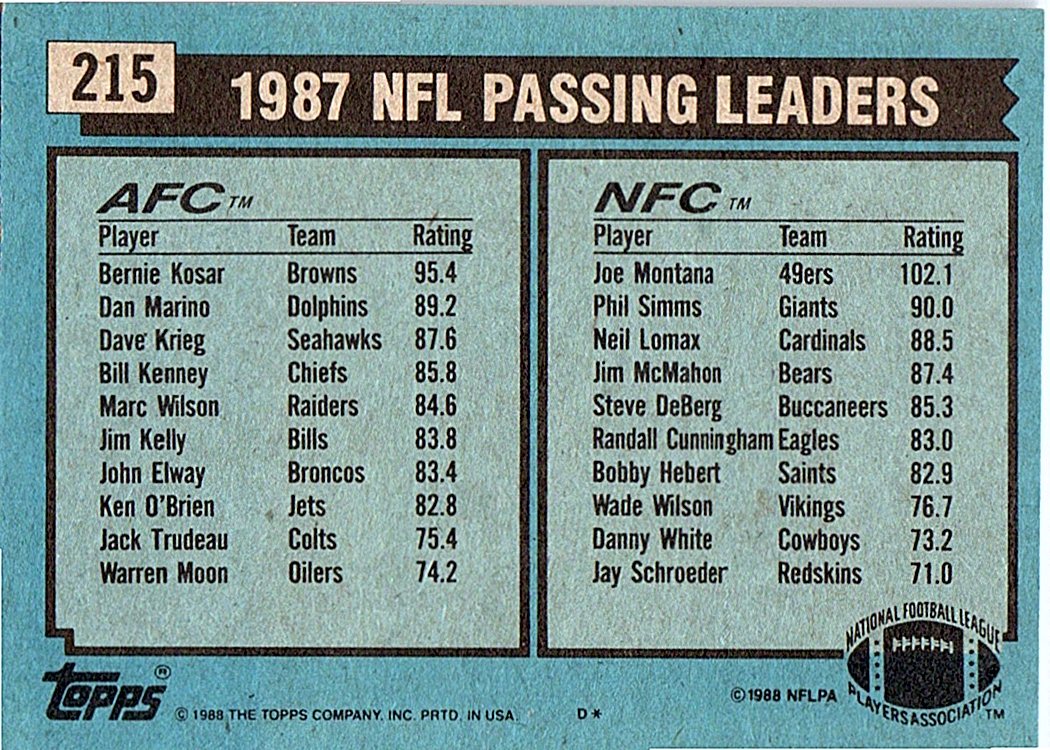 215
1987 NFL PASSING LEADERS
AFC™
Player Team Rating
Bernie Kosar Browns 95.4
Dan Marino Dolphins 89.2
Dave Krieg Seahawks 87.6
Bill Kenney Chiefs 85.8
Marc Wilson Raiders 84.6
Jim Kelly Bills 83.8
John Elway Broncos 83.4
Ken O'Brien Jets 82.8
Jack Trudeau Colts 75.4
Warren Moon Oilers 74.2
NFC™
Player Team Rating
Joe Montana 49ers 102.1
Phil Simms Giants 90.0
Neil Lomax Cardinals 88.5
Jim McMahon Bears 87.4
Steve DeBerg Buccaneers 85.3
Randall Cunningham Eagles 83.0
Bobby Hebert Saints 82.9
Wade Wilson Vikings 76.7
Danny White Cowboys 73.2
Jay Schroeder Redskins 71.0
topps®
© 1988 THE TOPPS COMPANY, INC. PRTD. IN USA. D*
© 1988 NFLPA
NATIONAL FOOTBALL LEAGUE
PLAYERS ASSOCIATION™